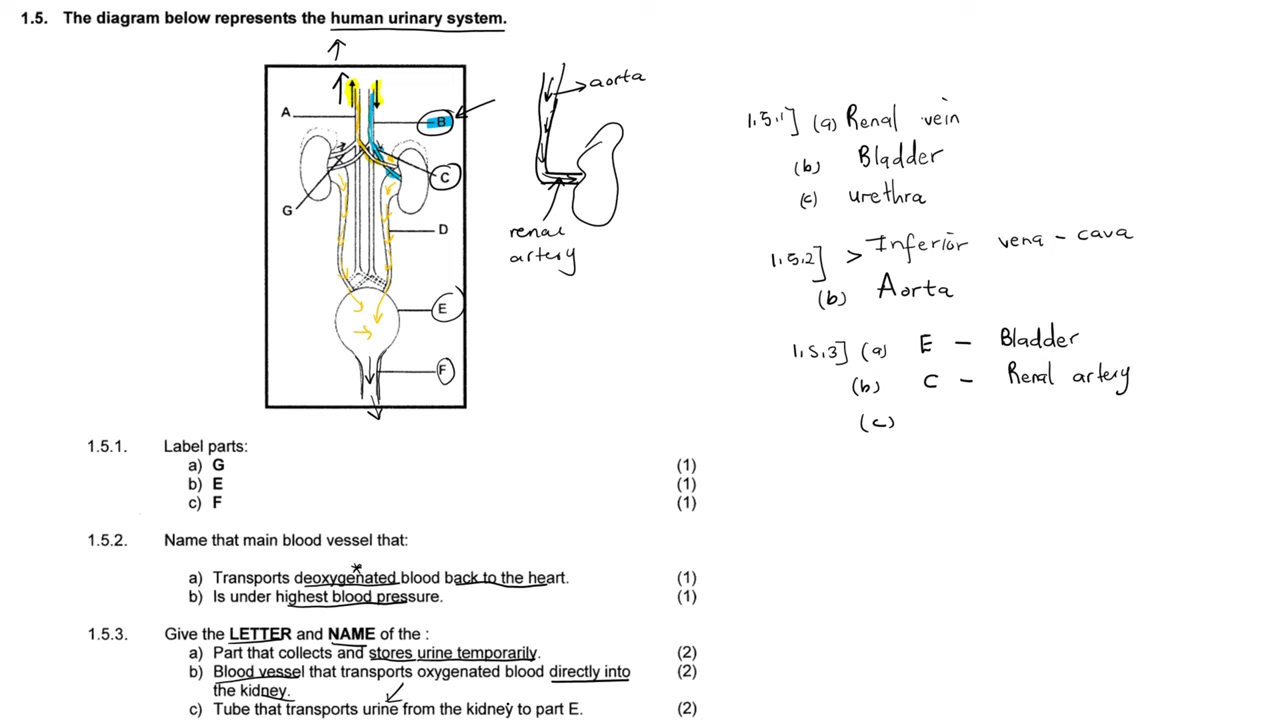 1.5. The diagram below represents the human urinary system.
A
B
C
G
D
E
F
aorta
renal
artery
1.5.1] (a) Renal vein
(b) Bladder
(c) urethra
1.5.2] > Inferior vena - cava
(b) Aorta
1.5.3] (a) E - Bladder
(b) C - Renal artery
(c)
1.5.1. Label parts:
a) G (1)
b) E (1)
c) F (1)
1.5.2. Name that main blood vessel that:
a) Transports deoxygenated blood back to the heart. (1)
b) Is under highest blood pressure. (1)
1.5.3. Give the LETTER and NAME of the :
a) Part that collects and stores urine temporarily. (2)
b) Blood vessel that transports oxygenated blood directly into (2)
the kidney.
c) Tube that transports urine from the kidney to part E. (2)